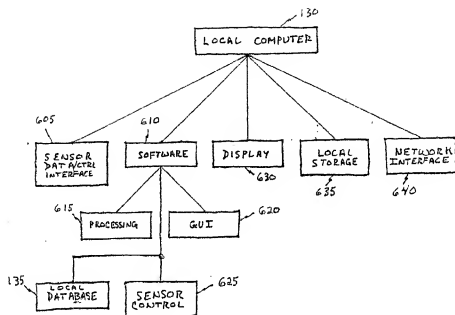 130
LOCAL COMPUTER
605
610
SENSOR
DATA/CTRL
INTERFACE
SOFTWARE
DISPLAY
630
LOCAL
STORAGE
635
NETWORK
INTERFACE
640
615
PROCESSING
GUI
620
135
LOCAL
DATABASE
SENSOR
CONTROL
625